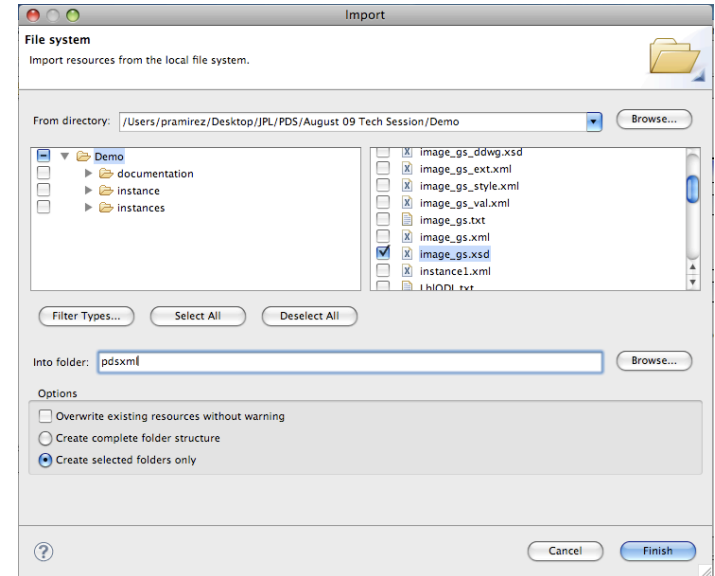 Import
File system
Import resources from the local file system.
From directory: /Users/pramirez/Desktop/JPL/PDS/August 09 Tech Session/Demo Browse...
Demo
documentation
instance
instances
image_gs_ddwg.xsd
image_gs_ext.xml
image_gs_style.xml
image_gs_val.xml
image_gs.txt
image_gs.xml
image_gs.xsd
instance1.xml
Filter Types... Select All Deselect All
Into folder: pdsxml Browse...
Options
Overwrite existing resources without warning
Create complete folder structure
Create selected folders only
? Cancel Finish